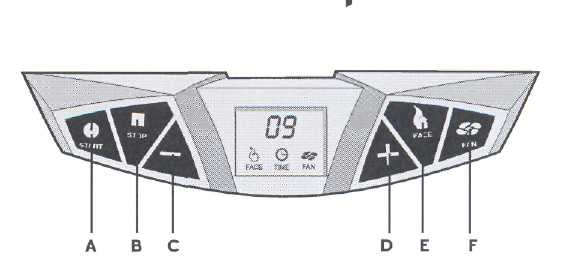 09
START
STOP
FACE
FAN
FACE TIME FAN
A B C D E F